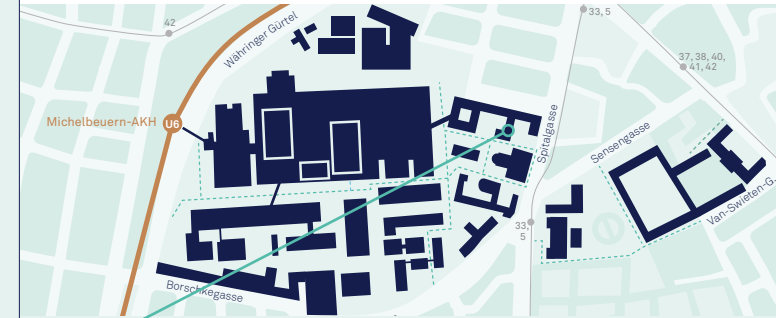 42
Währinger Gürtel
33, 5
37, 38, 40,
41, 42
Michelbeuern-AKH
U6
Spitalgasse
Sensengasse
Van-Swieten-G.
33,
5
Borschkegasse